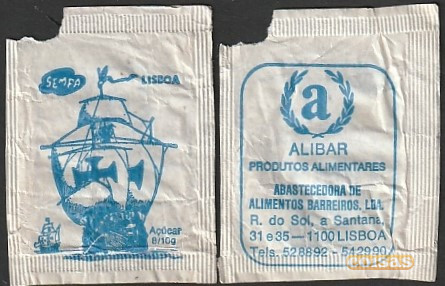 SEMPA
LISBOA
Açúcar
8/10g
a
ALIBAR
PRODUTOS ALIMENTARES
ABASTECEDORA DE
ALIMENTOS BARREIROS, LDA.
R. do Sol, a Santana,
31 e 35 — 1100 LISBOA
Tels. 528892 - 542990